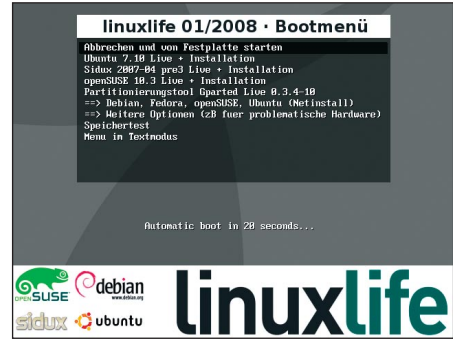 linuxlife 01/2008 · Bootmenü
Abbrechen und von Festplatte starten
Ubuntu 7.10 Live + Installation
Sidux 2007-04 pre3 Live + Installation
openSUSE 10.3 Live + Installation
Partitionierungstool Gparted Live 0.3.4-10
==> Debian, Fedora, openSUSE, Ubuntu (Netinstall)
==> Weitere Optionen (zB fuer problematische Hardware)
Speichertest
Menu im Textmodus
Automatic boot in 20 seconds...
openSUSE
debian
www.debian.org
sidux
ubuntu
linuxlife